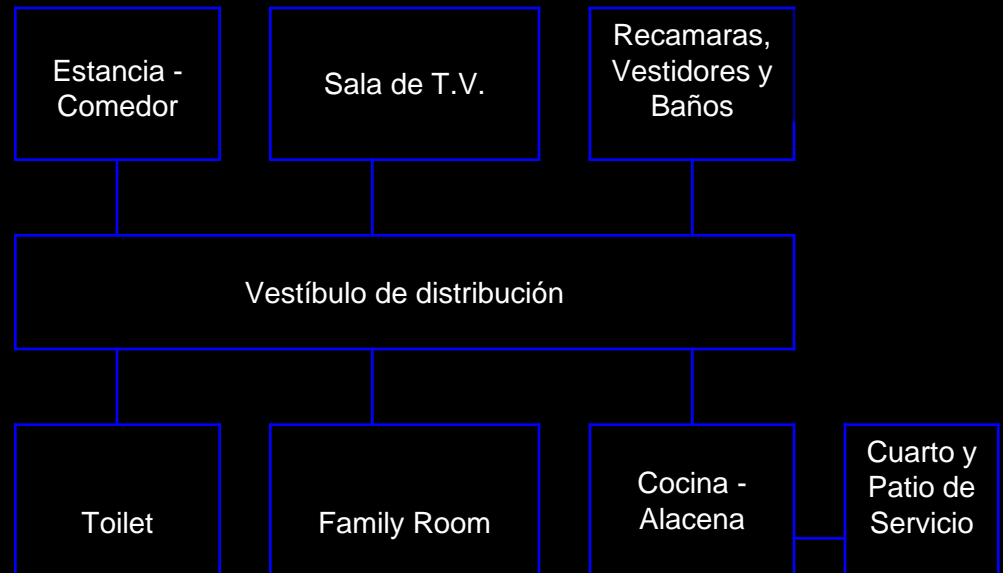 Estancia -
Comedor
Sala de T.V.
Recamaras,
Vestidores y
Baños
Vestíbulo de distribución
Toilet
Family Room
Cocina -
Alacena
Cuarto y
Patio de
Servicio